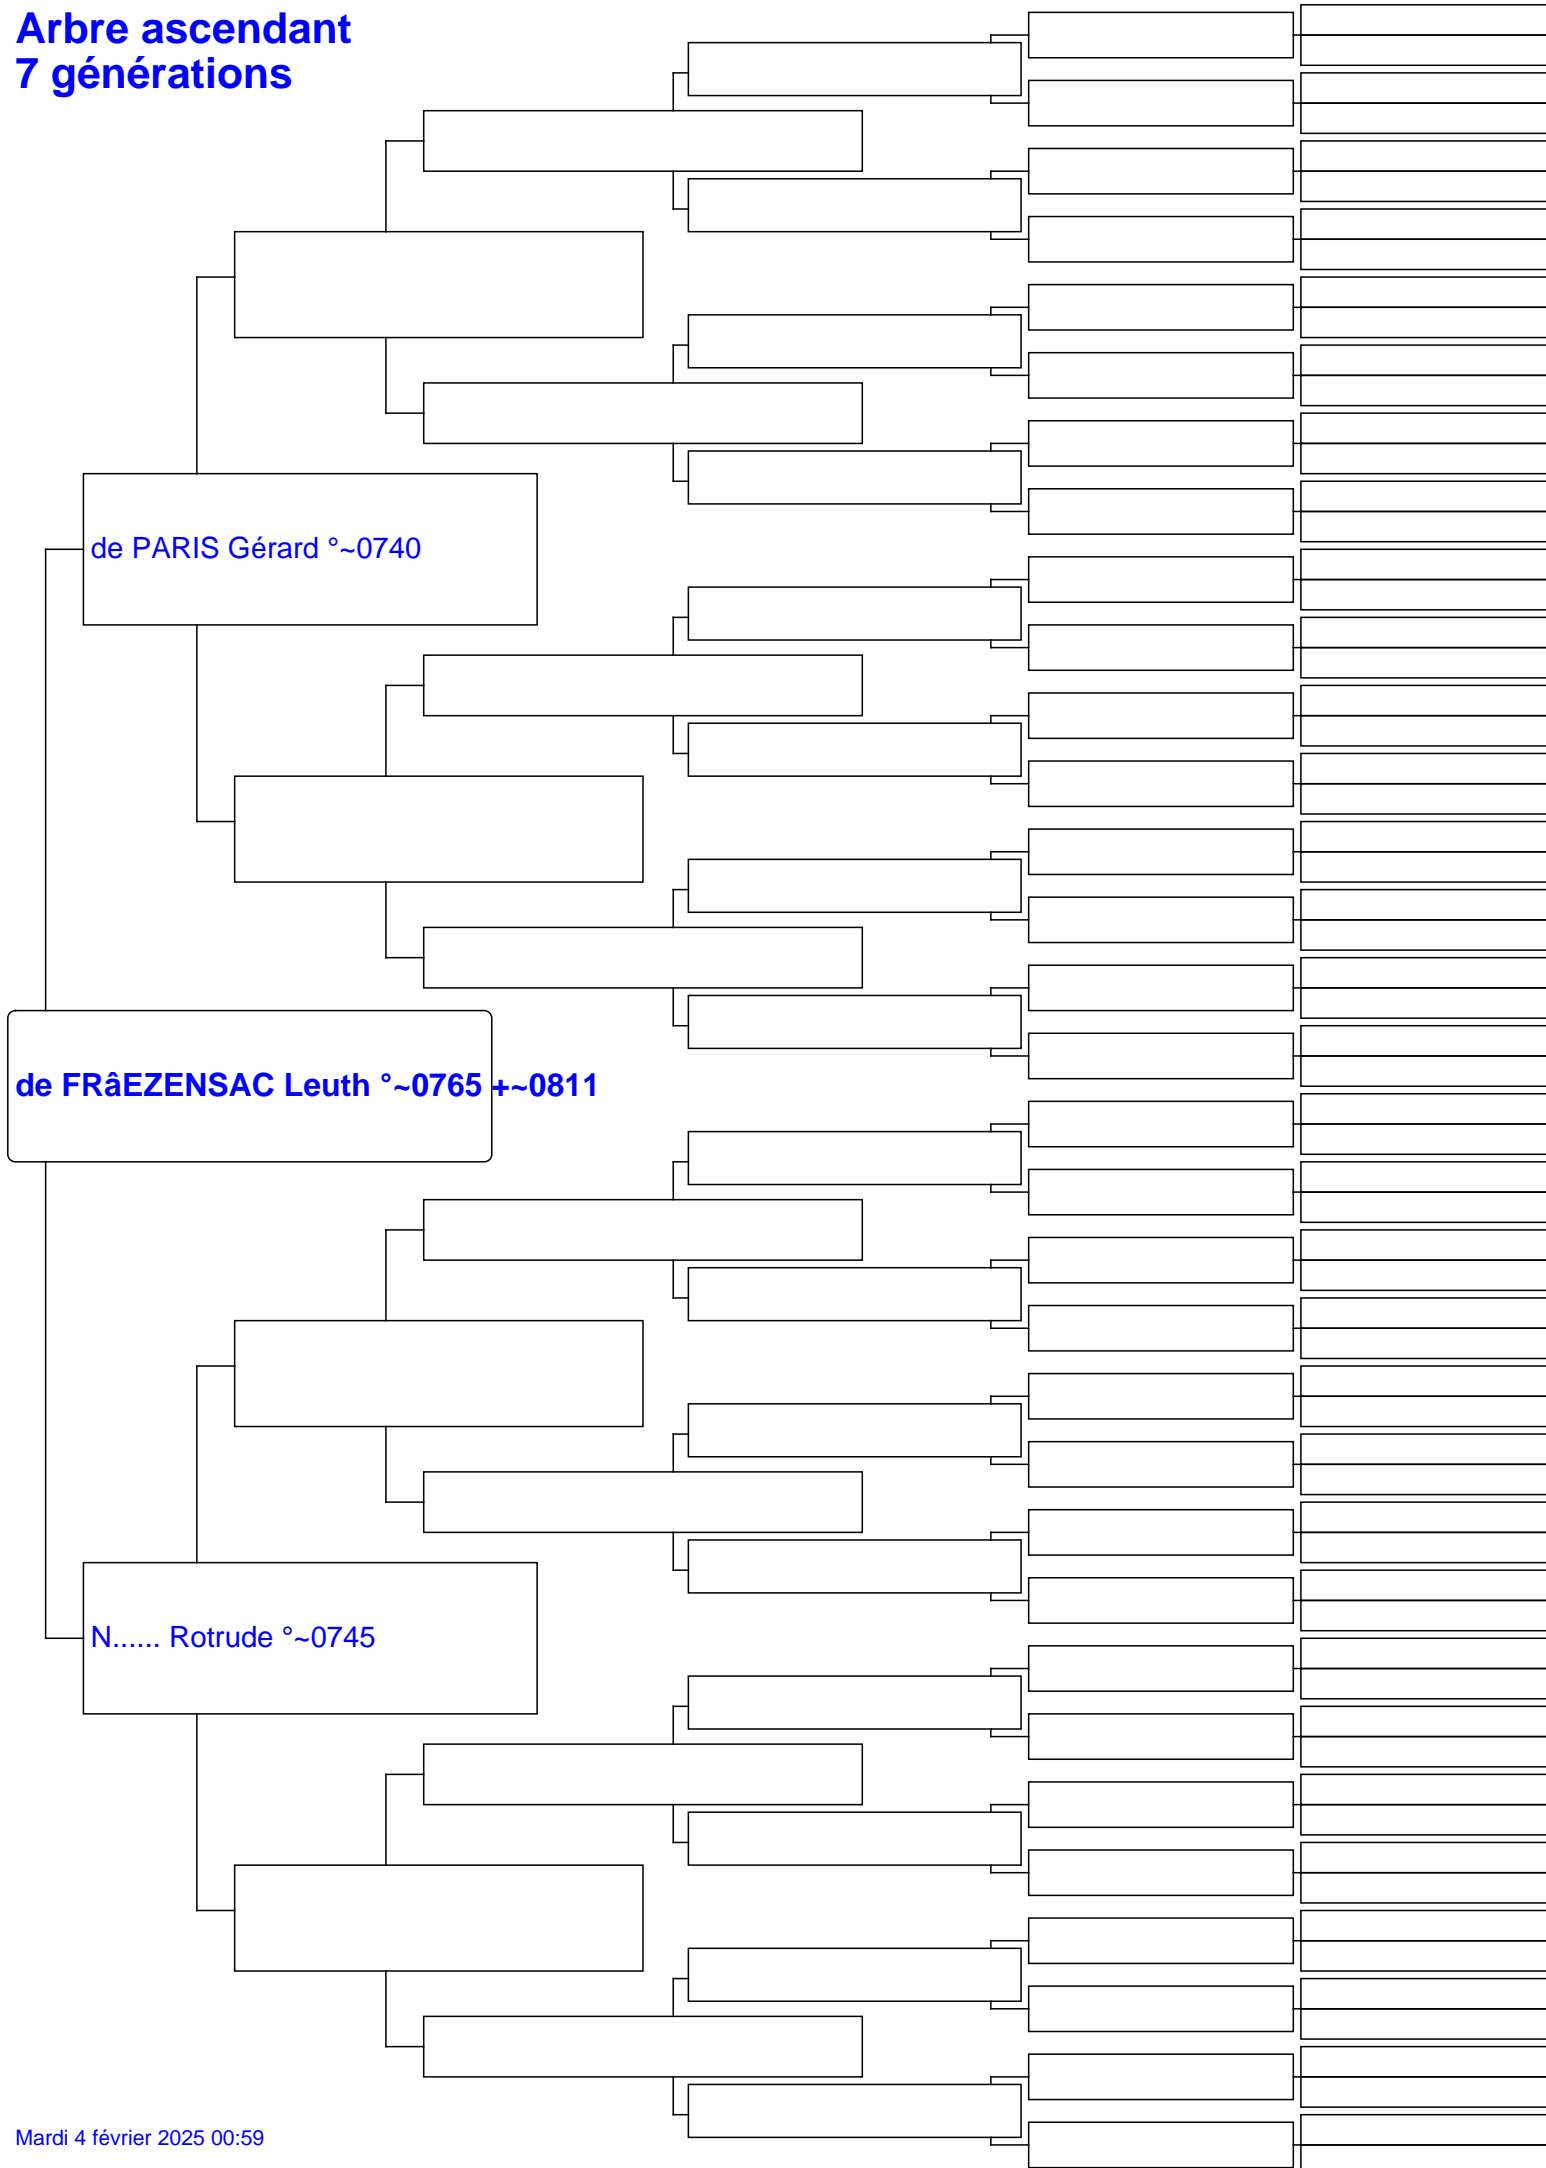 Arbre ascendant
7 générations
de PARIS Gérard °~0740
de FRâEZENSAC Leuth °~0765 +~0811
N...... Rotrude °~0745
Mardi 4 février 2025 00:59